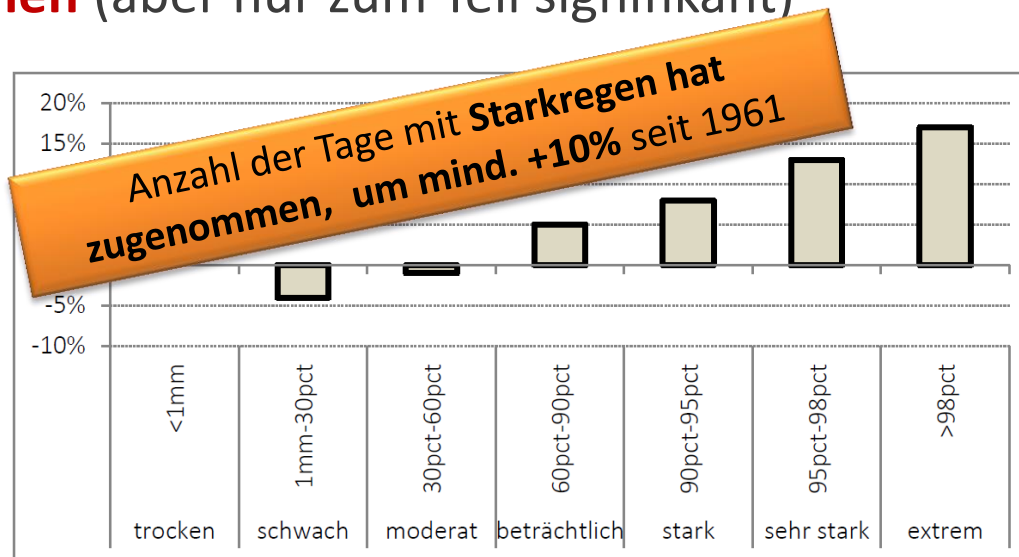 (aber nur zum Teil signifikant)
Anzahl der Tage mit Starkregen hat
zugenommen, um mind. +10% seit 1961
20%
15%
-5%
-10%
<1mm
1mm-30pct
30pct-60pct
60pct-90pct
90pct-95pct
95pct-98pct
>98pct
trocken
schwach
moderat
beträchtlich
stark
sehr stark
extrem